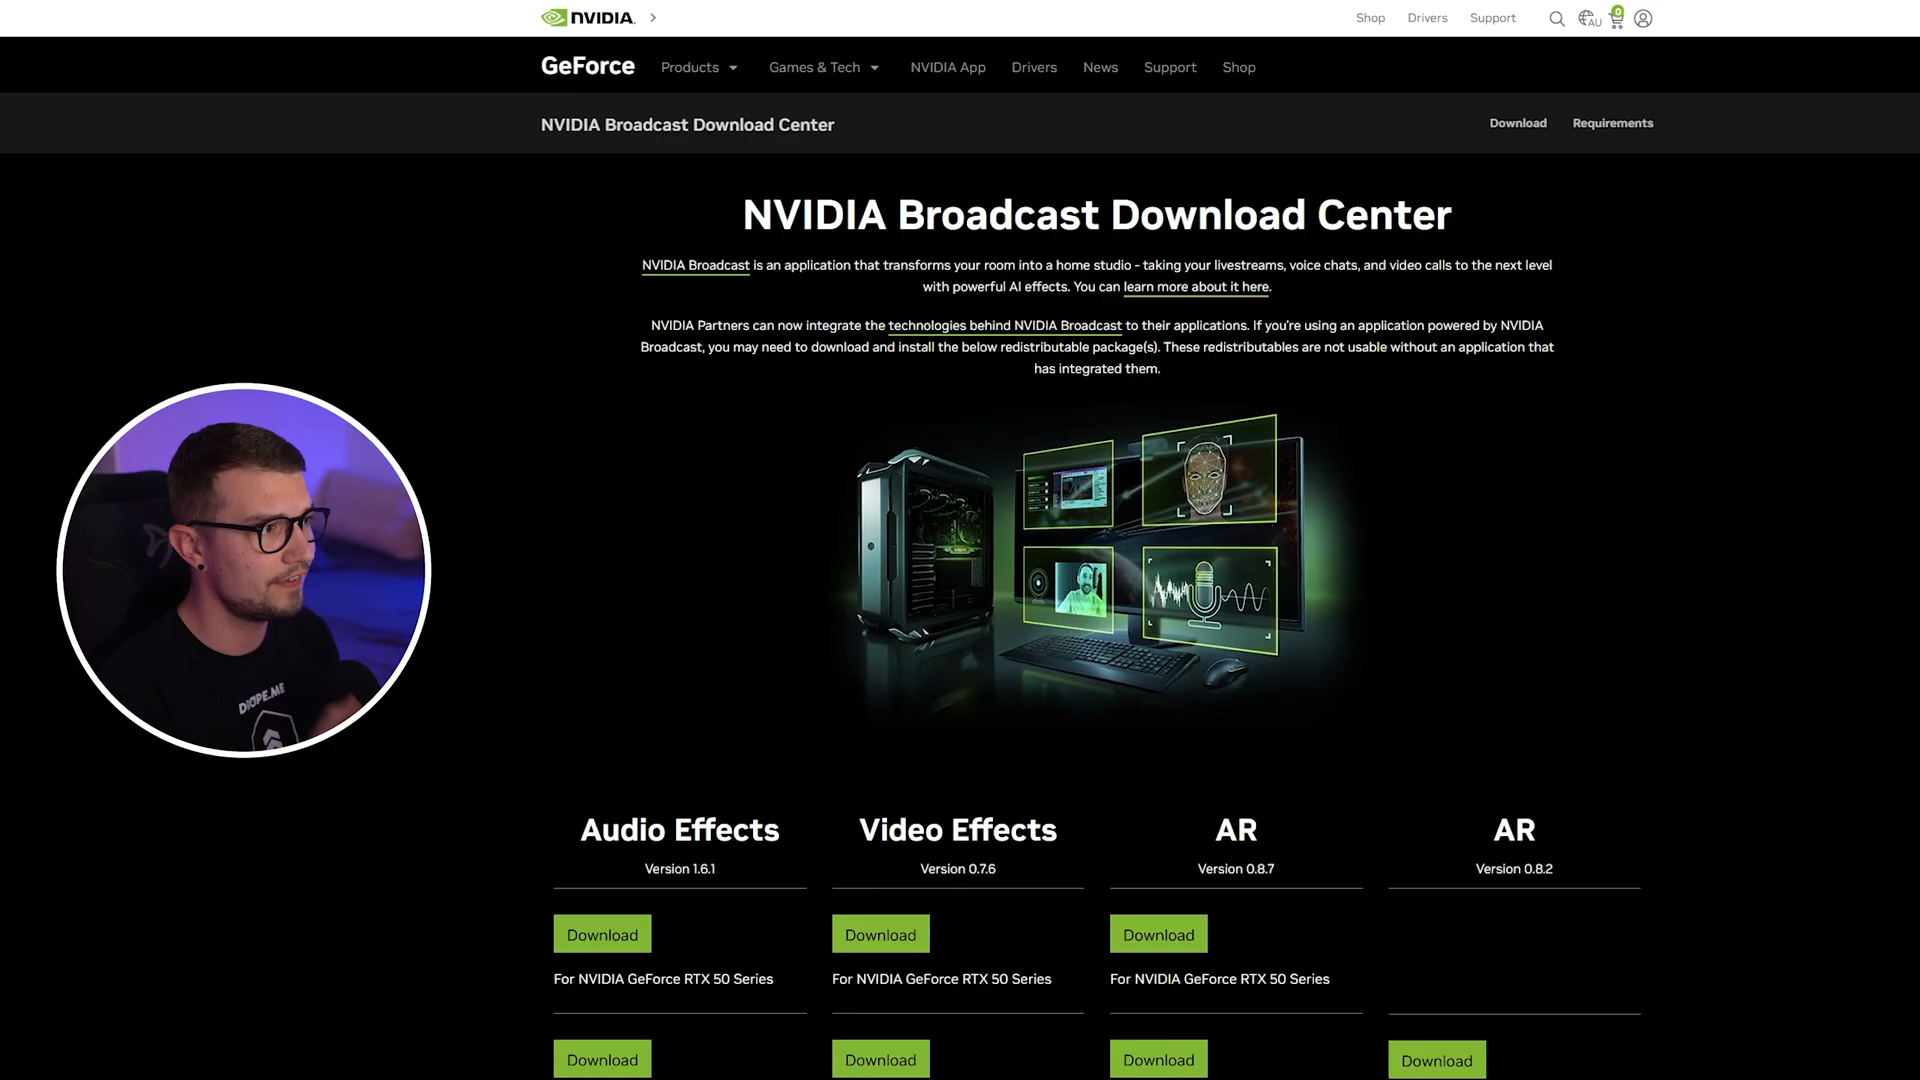 NVIDIA.
Shop
Drivers
Support
AU
0
GeForce
Products
Games & Tech
NVIDIA App
Drivers
News
Support
Shop
NVIDIA Broadcast Download Center
Download
Requirements
NVIDIA Broadcast Download Center
NVIDIA Broadcast is an application that transforms your room into a home studio - taking your livestreams, voice chats, and video calls to the next level
with powerful AI effects. You can learn more about it here.
NVIDIA Partners can now integrate the technologies behind NVIDIA Broadcast to their applications. If you're using an application powered by NVIDIA
Broadcast, you may need to download and install the below redistributable package(s). These redistributables are not usable without an application that
has integrated them.
DROPE.ME
Audio Effects
Version 1.6.1
Download
For NVIDIA GeForce RTX 50 Series
Download
Video Effects
Version 0.7.6
Download
For NVIDIA GeForce RTX 50 Series
Download
AR
Version 0.8.7
Download
For NVIDIA GeForce RTX 50 Series
Download
AR
Version 0.8.2
Download